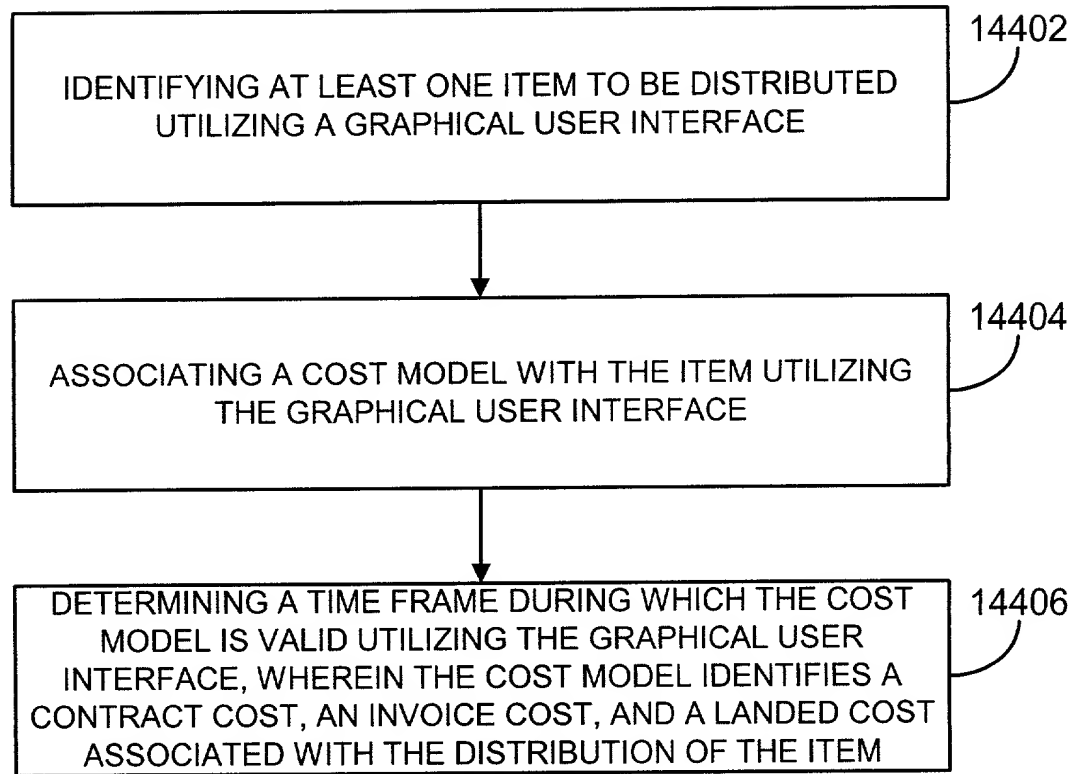 14402
IDENTIFYING AT LEAST ONE ITEM TO BE DISTRIBUTED
UTILIZING A GRAPHICAL USER INTERFACE
14404
ASSOCIATING A COST MODEL WITH THE ITEM UTILIZING
THE GRAPHICAL USER INTERFACE
14406
DETERMINING A TIME FRAME DURING WHICH THE COST
MODEL IS VALID UTILIZING THE GRAPHICAL USER
INTERFACE, WHEREIN THE COST MODEL IDENTIFIES A
CONTRACT COST, AN INVOICE COST, AND A LANDED COST
ASSOCIATED WITH THE DISTRIBUTION OF THE ITEM